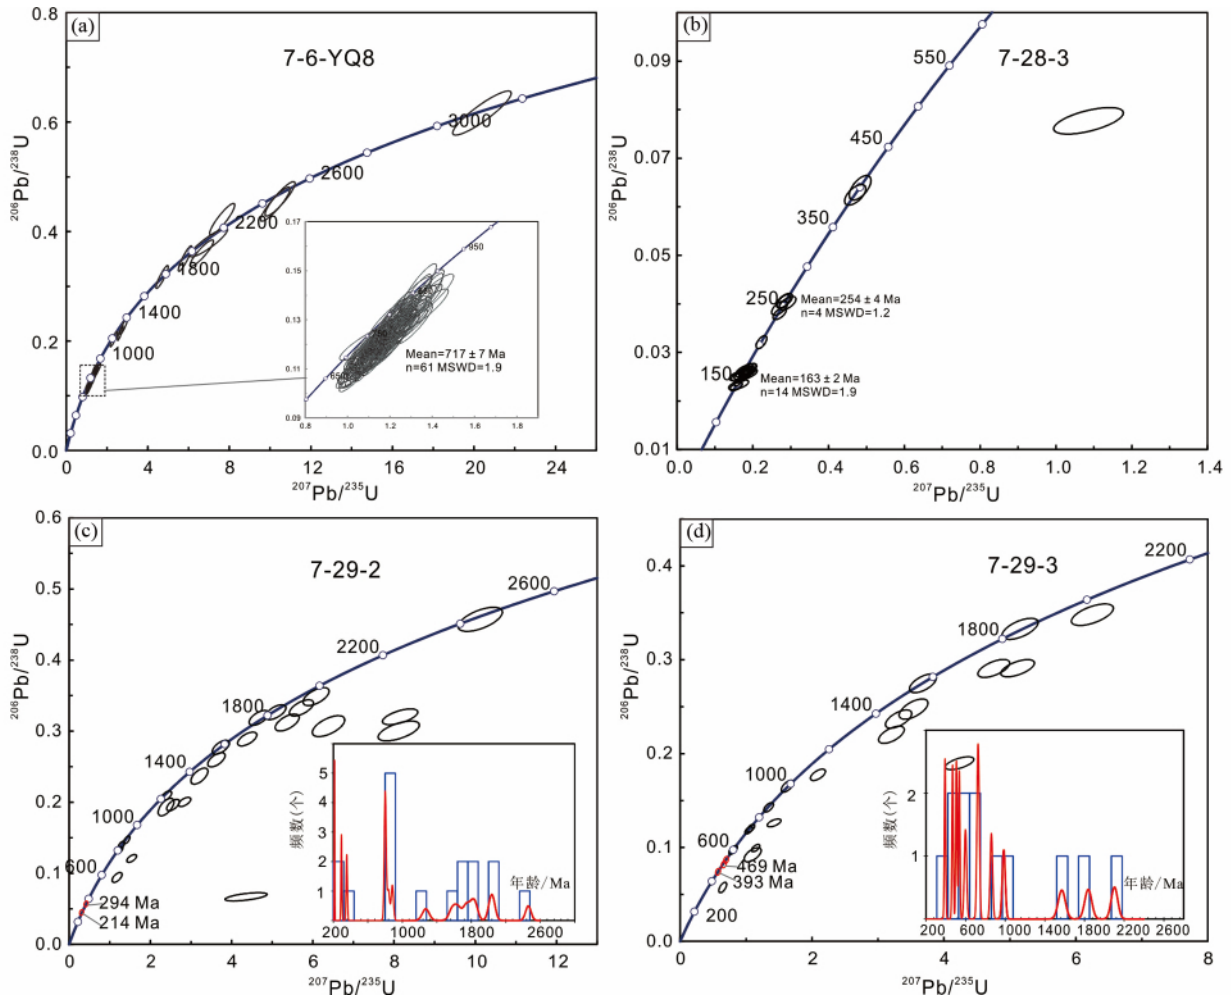 (a)
7-6-YQ8
0.8
0.6
0.4
0.2
0.0
206Pb/238U
3000
2600
2200
1800
1400
1000
0.17
0.15
0.13
0.11
0.09
950
650
Mean=717 ± 7 Ma
n=61 MSWD=1.9
0.8 1.0 1.2 1.4 1.6 1.8
0 4 8 12 16 20 24
207Pb/235U
(b)
7-28-3
0.09
0.07
0.05
0.03
0.01
206Pb/238U
550
450
350
250
150
Mean=254 ± 4 Ma
n=4 MSWD=1.2
Mean=163 ± 2 Ma
n=14 MSWD=1.9
0.0 0.2 0.4 0.6 0.8 1.0 1.2 1.4
207Pb/235U
(c)
7-29-2
0.6
0.5
0.4
0.3
0.2
0.1
0.0
206Pb/238U
2600
2200
1800
1400
1000
600
294 Ma
214 Ma
频数(个)
5
4
3
2
1
0
年龄/Ma
200 1000 1800 2600
0 2 4 6 8 10 12
207Pb/235U
(d)
7-29-3
0.4
0.3
0.2
0.1
0.0
206Pb/238U
2200
1800
1400
1000
600
200
469 Ma
393 Ma
频数(个)
2
1
年龄/Ma
200 600 1000 1400 1800 2200 2600
0 2 4 6 8
207Pb/235U